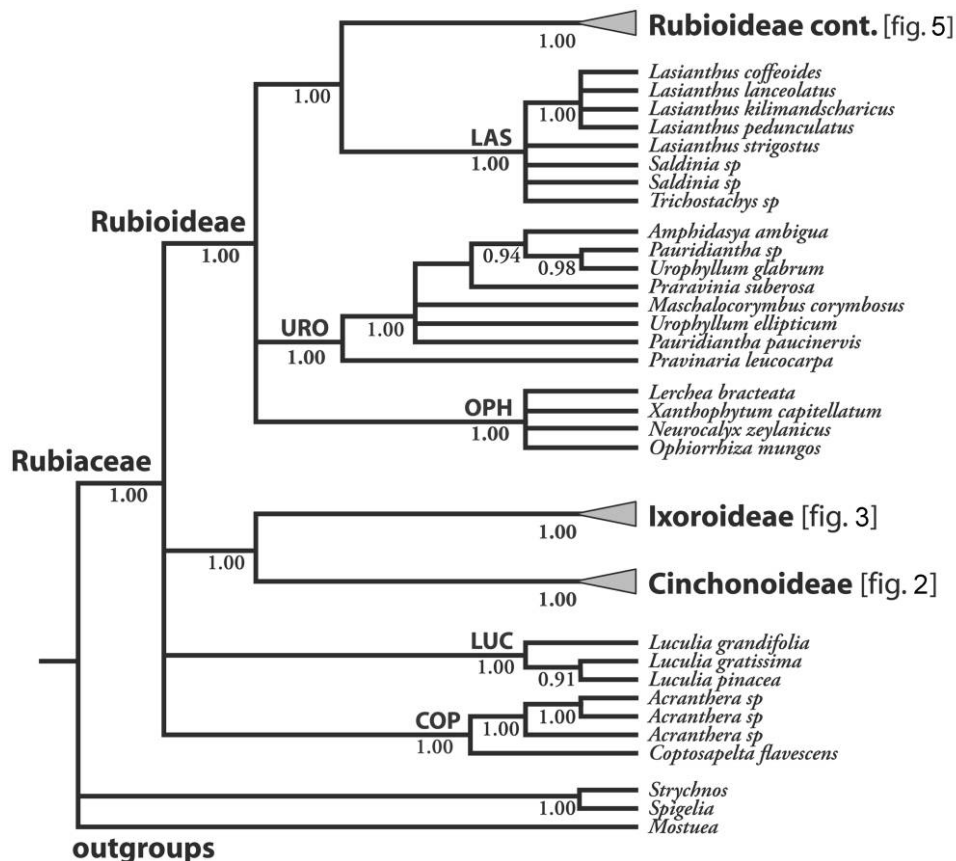 Rubioideae cont. [fig. 5]
1.00
1.00
Lasianthus coffeoides
Lasianthus lanceolatus
Lasianthus kilimandscharicus
1.00
Lasianthus pedunculatus
LAS
1.00
Lasianthus strigostus
Saldinia sp
Saldinia sp
Trichostachys sp
Rubioideae
1.00
Amphidasya ambigua
0.94
Pauridiantha sp
0.98
Urophyllum glabrum
Praravinia suberosa
Maschalocorymbus corymbosus
URO
1.00
1.00
Urophyllum ellipticum
Pauridiantha paucinervis
Pravinaria leucocarpa
Lerchea bracteata
OPH
1.00
Xanthophytum capitellatum
Neurocalyx zeylanicus
Ophiorrhiza mungos
Rubiaceae
1.00
Ixoroideae [fig. 3]
1.00
1.00
Cinchonoideae [fig. 2]
1.00
LUC
1.00
Luculia grandifolia
Luculia gratissima
0.91
Luculia pinacea
Acranthera sp
1.00
Acranthera sp
COP
1.00
1.00
Acranthera sp
Coptosapelta flavescens
Strychnos
1.00
Spigelia
Mostuea
outgroups